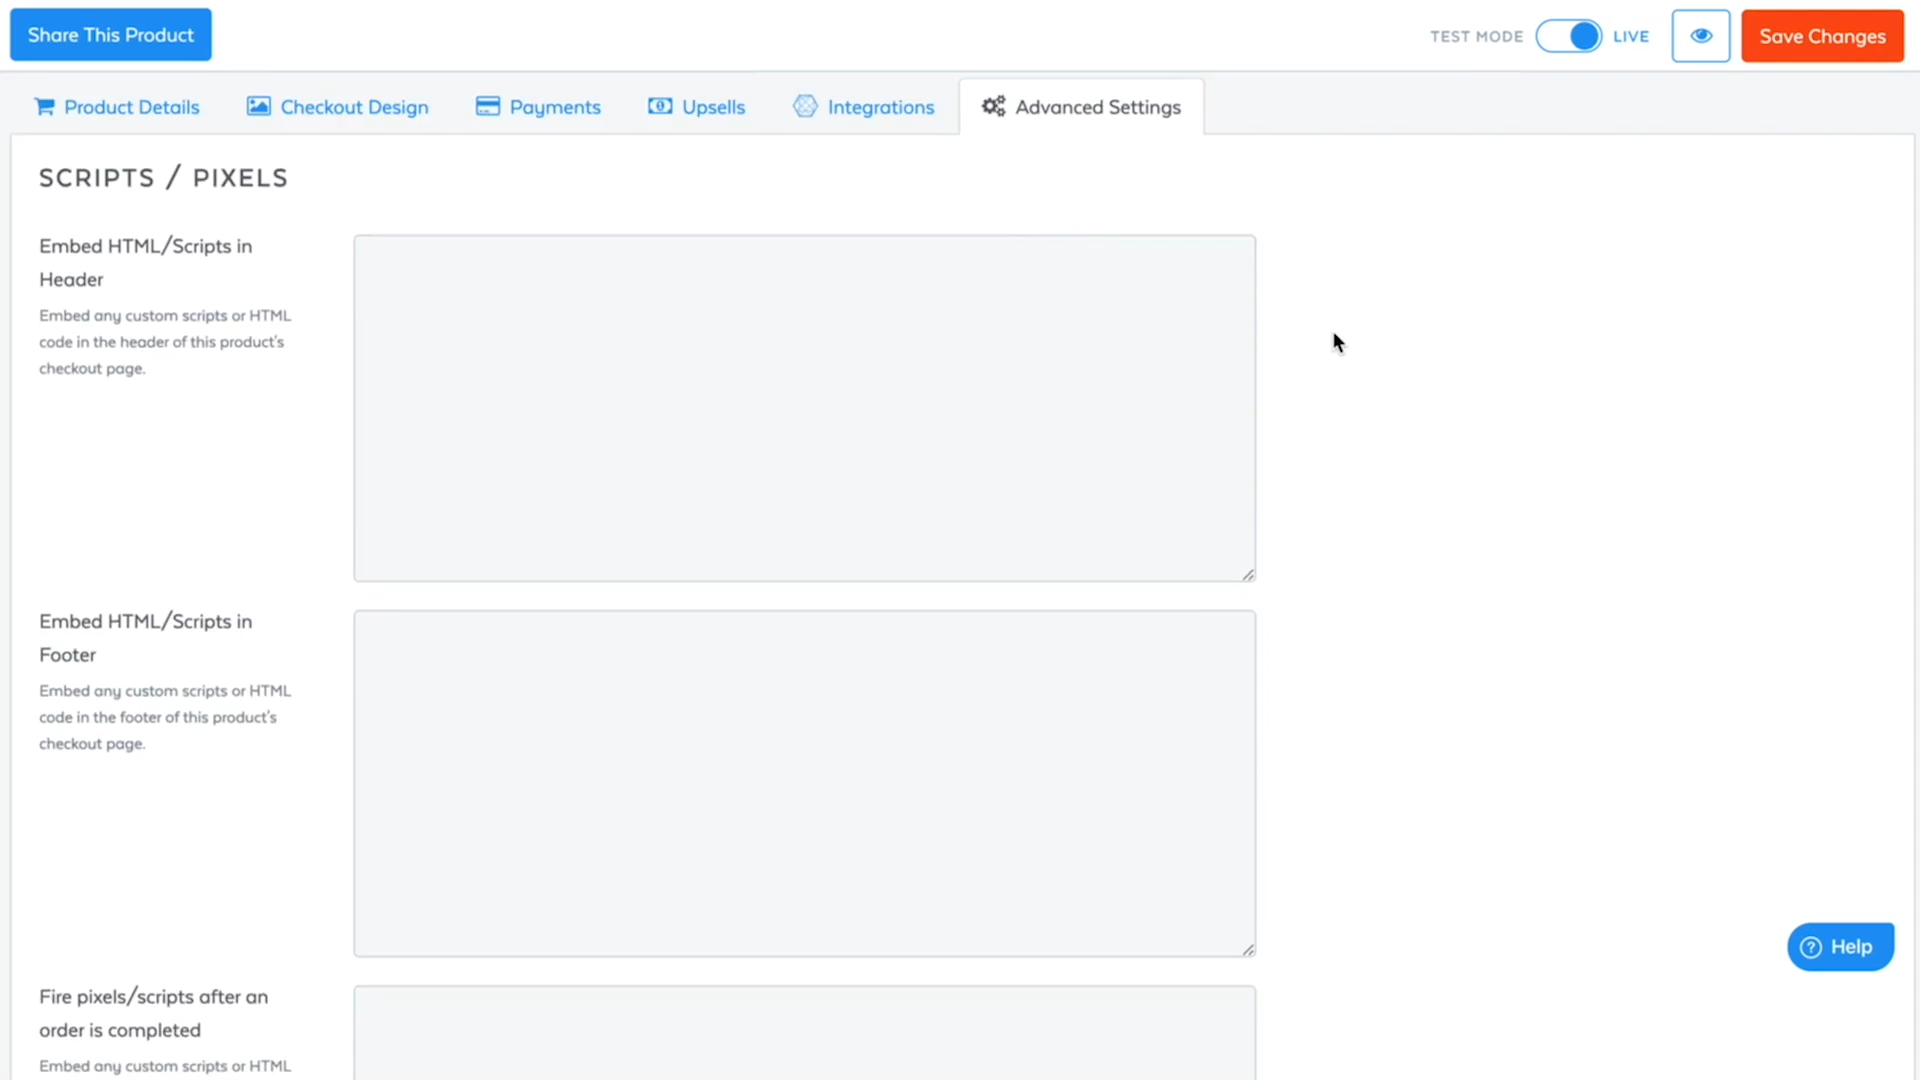 Share This Product
TEST MODE
LIVE
Save Changes
Product Details
Checkout Design
Payments
Upsells
Integrations
Advanced Settings
SCRIPTS / PIXELS
Embed HTML/Scripts in
Header
Embed any custom scripts or HTML
code in the header of this product's
checkout page.
Embed HTML/Scripts in
Footer
Embed any custom scripts or HTML
code in the footer of this product's
checkout page.
Help
Fire pixels/scripts after an
order is completed
Embed any custom scripts or HTML